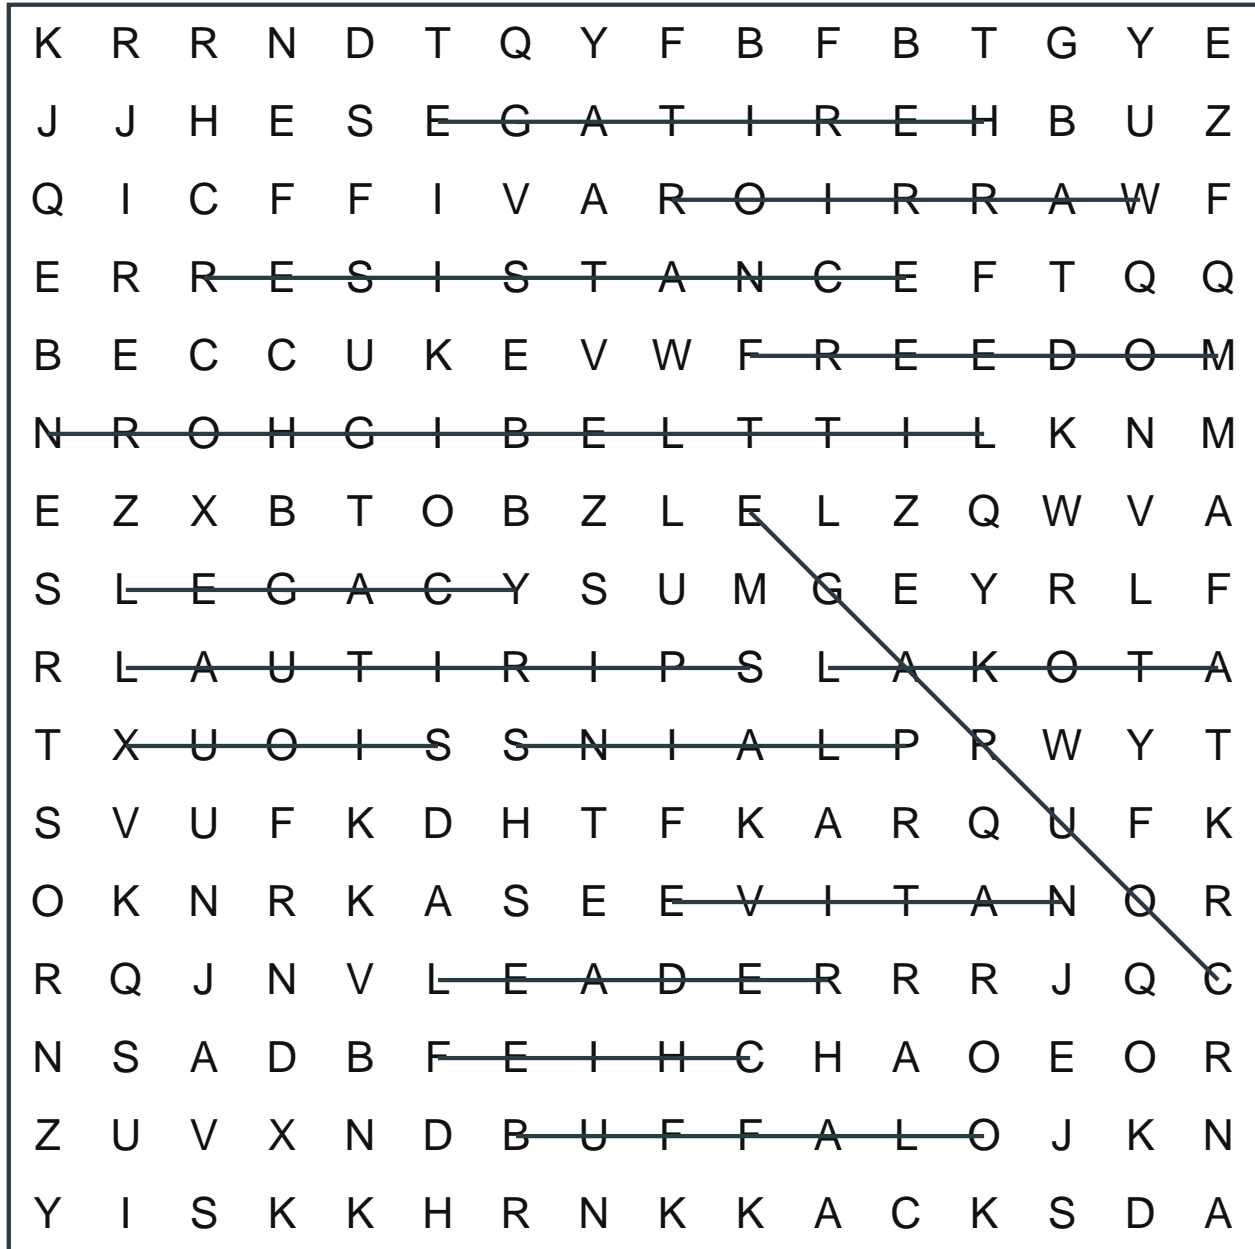 K R R N D T Q Y F B F B T G Y E
J J H E S E G A T I R E H B U Z
Q I C F F I V A R O I R R A W F
E R R E S I S T A N C E F T Q Q
B E C C U K E V W F R E E D O M
N R O H G I B E L T T I L K N M
E Z X B T O B Z L E L Z Q W V A
S L E G A C Y S U M G E Y R L F
R L A U T I R I P S L A K O T A
T X U O I S S N I A L P R W Y T
S V U F K D H T F K A R Q U F K
O K N R K A S E E V I T A N O R
R Q J N V L E A D E R R R J Q C
N S A D B F E I H C H A O E O R
Z U V X N D B U F F A L O J K N
Y I S K K H R N K K A C K S D A